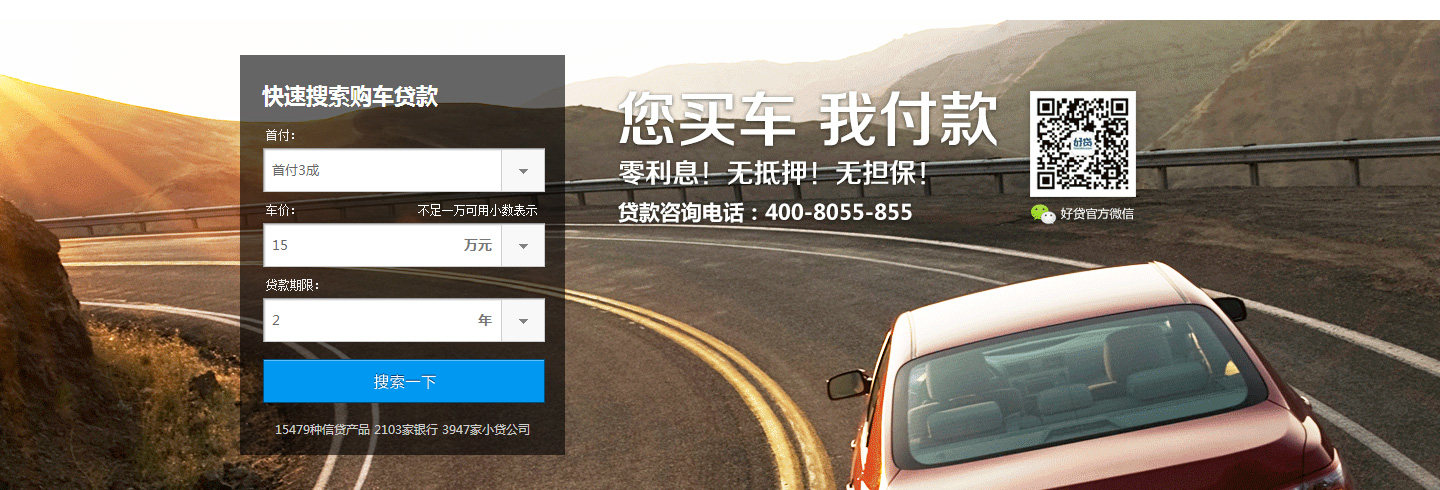 快速搜索购车贷款
首付：
首付3成
车价：
不足一万可用小数表示
15
万元
贷款期限：
2
年
搜索一下
15479种信贷产品 2103家银行 3947家小贷公司
您买车 我付款
零利息！无抵押！无担保！
贷款咨询电话：400-8055-855
好贷
好贷官方微信